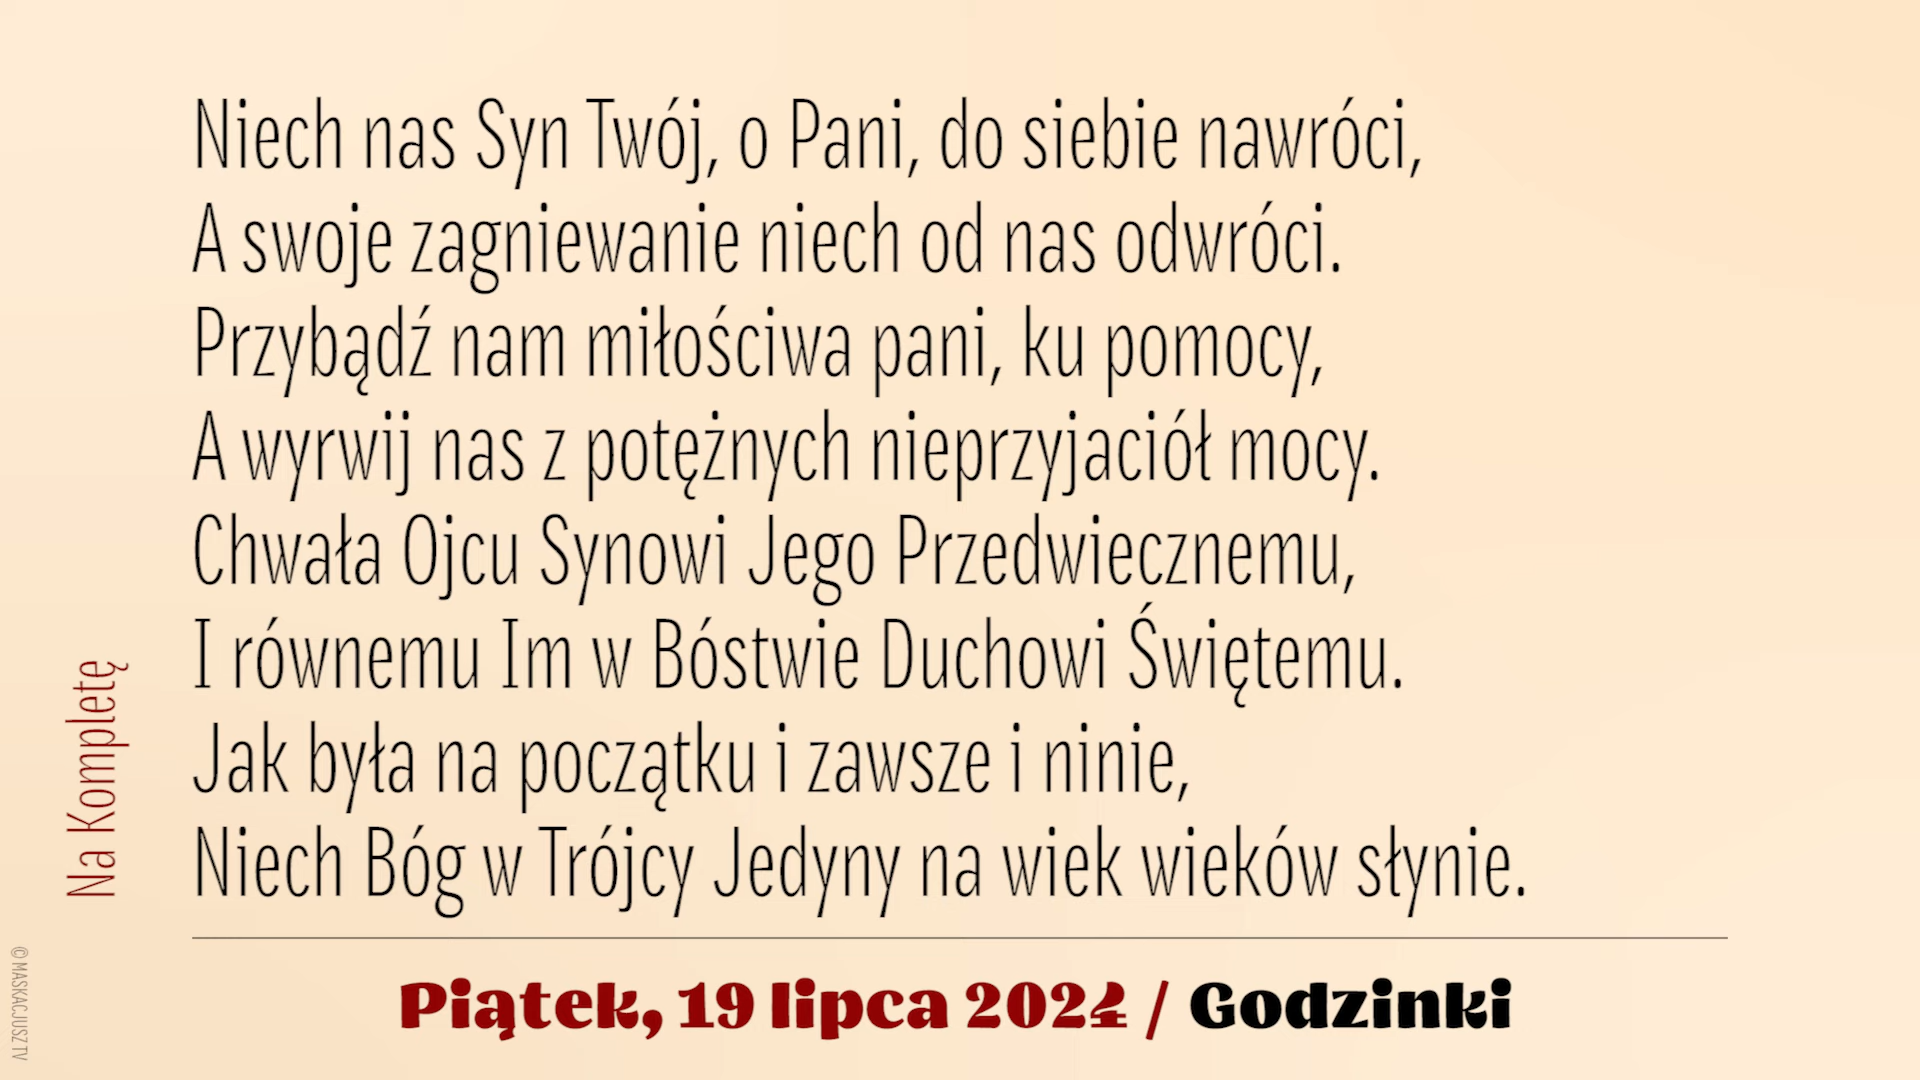 Niech nas Syn Twój, o Pani, do siebie nawróci,
A swoje zagniewanie niech od nas odwróci.
Przybądź nam miłościwa pani, ku pomocy,
A wyrwij nas z potężnych nieprzyjaciół mocy.
Chwała Ojcu Synowi Jego Przedwiecznemu,
I równemu Im w Bóstwie Duchowi Świętemu.
Jak była na początku i zawsze i ninie,
Niech Bóg w Trójcy Jedyny na wiek wieków słynie.
Na Kompletę
Piątek, 19 lipca 2024 / Godzinki
© MASKACJUSZ TV